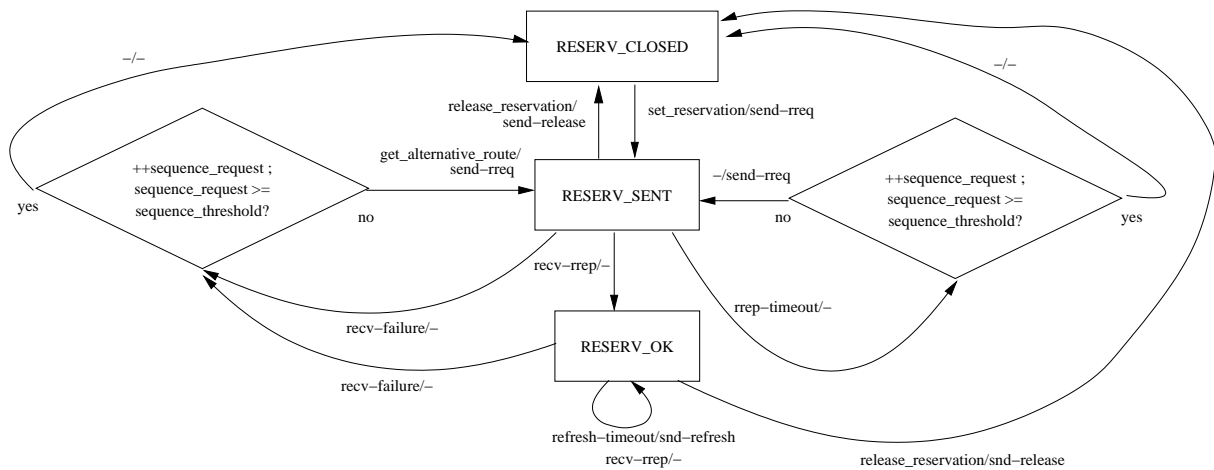 RESERV_CLOSED
−/−
−/−
release_reservation/
send−release
set_reservation/send−rreq
++sequence_request ;
sequence_request >=
sequence_threshold?
yes
no
get_alternative_route/
send−rreq
RESERV_SENT
−/send−rreq
no
++sequence_request ;
sequence_request >=
sequence_threshold?
yes
recv−rrep/−
rrep−timeout/−
recv−failure/−
RESERV_OK
recv−failure/−
refresh−timeout/snd−refresh
recv−rrep/−
release_reservation/snd−release